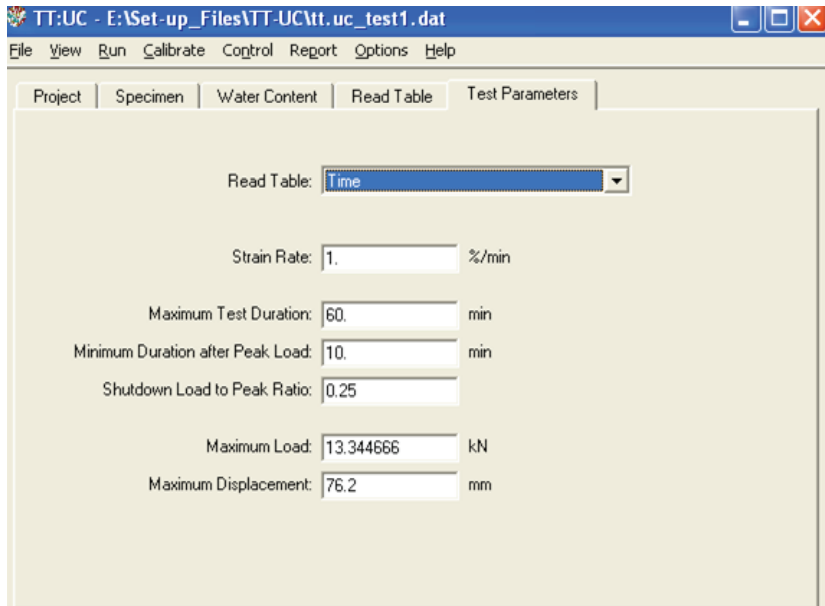 TT:UC - E:\Set-up_Files\TT-UC\tt.uc_test1.dat
File View Run Calibrate Control Report Options Help
Project Specimen Water Content Read Table Test Parameters
Read Table: Time
Strain Rate: 1. %/min
Maximum Test Duration: 60. min
Minimum Duration after Peak Load: 10. min
Shutdown Load to Peak Ratio: 0.25
Maximum Load: 13.344666 kN
Maximum Displacement: 76.2 mm